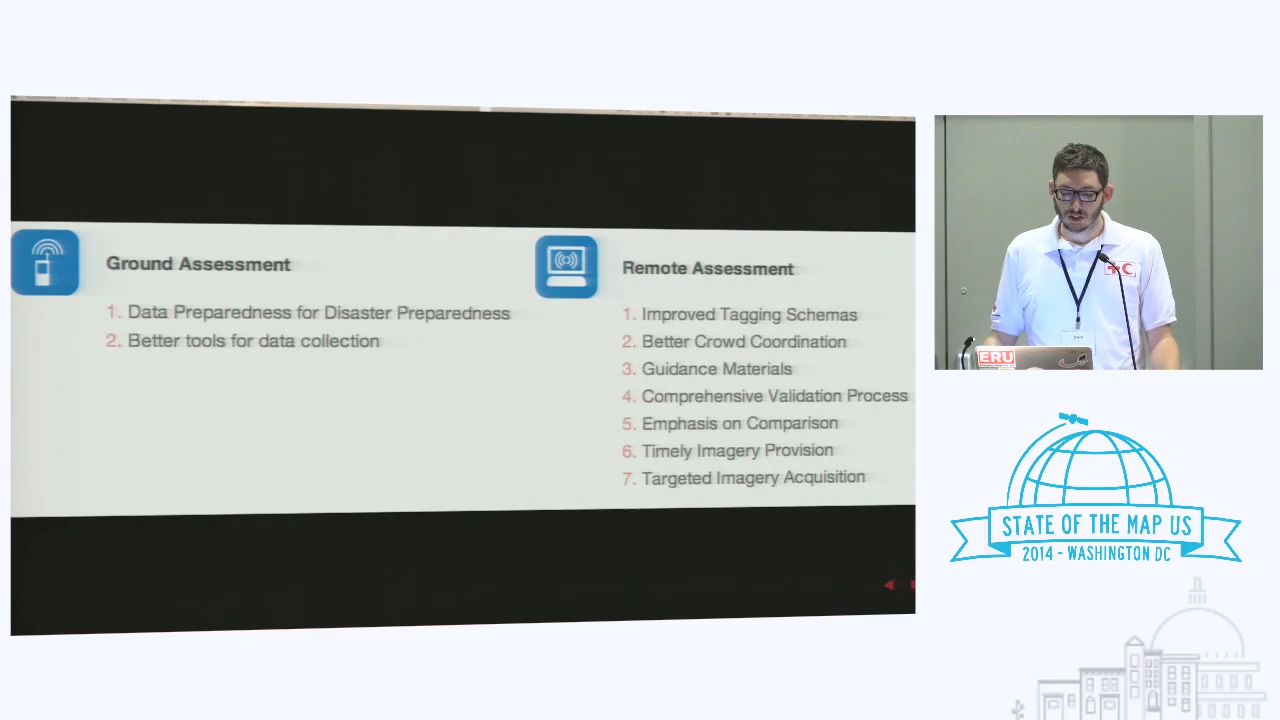 Ground Assessment
1. Data Preparedness for Disaster Preparedness
2. Better tools for data collection
Remote Assessment
1. Improved Tagging Schemas
2. Better Crowd Coordination
3. Guidance Materials
4. Comprehensive Validation Process
5. Emphasis on Comparison
6. Timely Imagery Provision
7. Targeted Imagery Acquisition
ERU
STATE OF THE MAP US
2014 - WASHINGTON DC